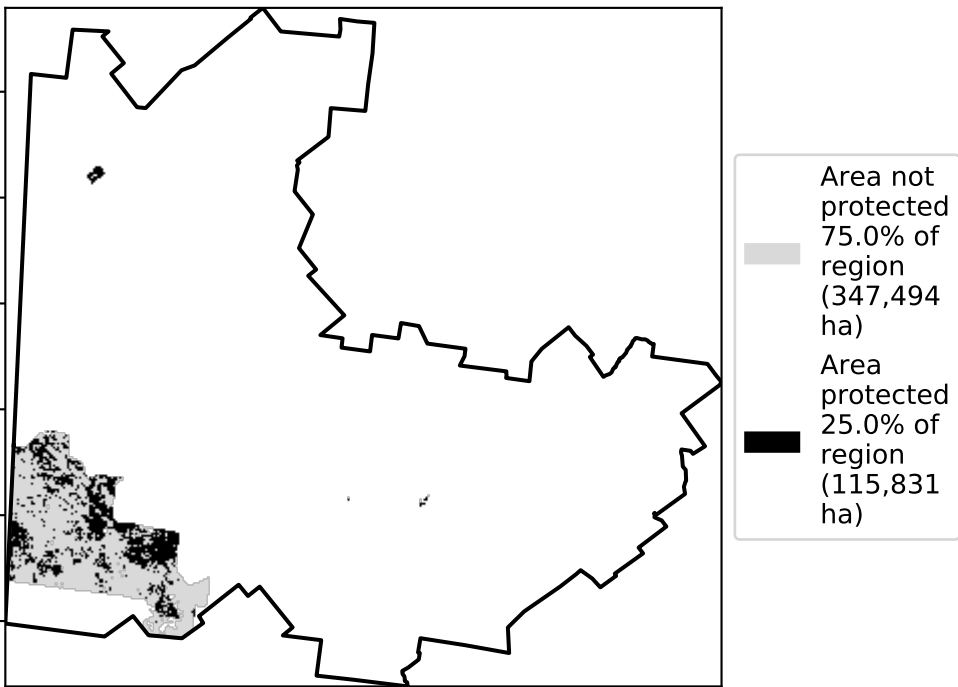 Area not
protected
75.0% of
region
(347,494
ha)
Area
protected
25.0% of
region
(115,831
ha)